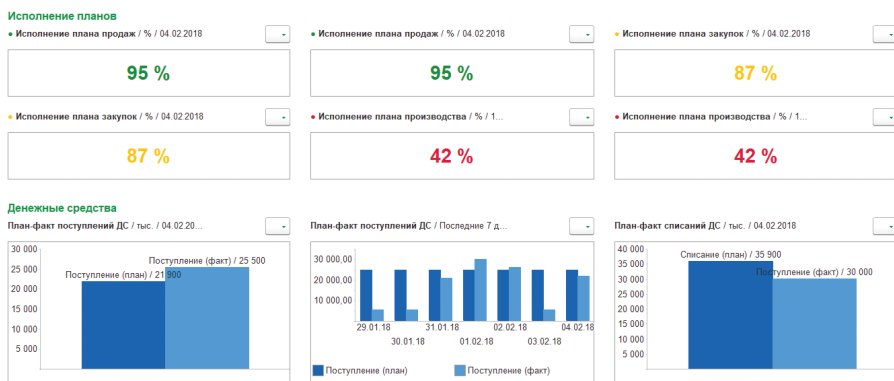 Исполнение планов
• Исполнение плана продаж / % / 04.02.2018
• Исполнение плана продаж / % / 04.02.2018
• Исполнение плана закупок / % / 04.02.2018
95 %
95 %
87 %
• Исполнение плана закупок / % / 04.02.2018
• Исполнение плана производства / % / 1...
• Исполнение плана производства / % / 1...
87 %
42 %
42 %
Денежные средства
План-факт поступлений ДС / тыс. / 04.02.20...
План-факт поступлений ДС / Последние 7 д...
План-факт списаний ДС / тыс. / 04.02.2018
30 000
25 000
20 000
15 000
10 000
5 000
Поступление (план) / 21 900
Поступление (факт) / 25 500
30 000,00
20 000,00
10 000,00
29.01.18
30.01.18
31.01.18
01.02.18
02.02.18
03.02.18
04.02.18
Поступление (план)
Поступление (факт)
40 000
35 000
30 000
25 000
20 000
15 000
10 000
5 000
Списание (план) / 35 900
Поступление (факт) / 30 000